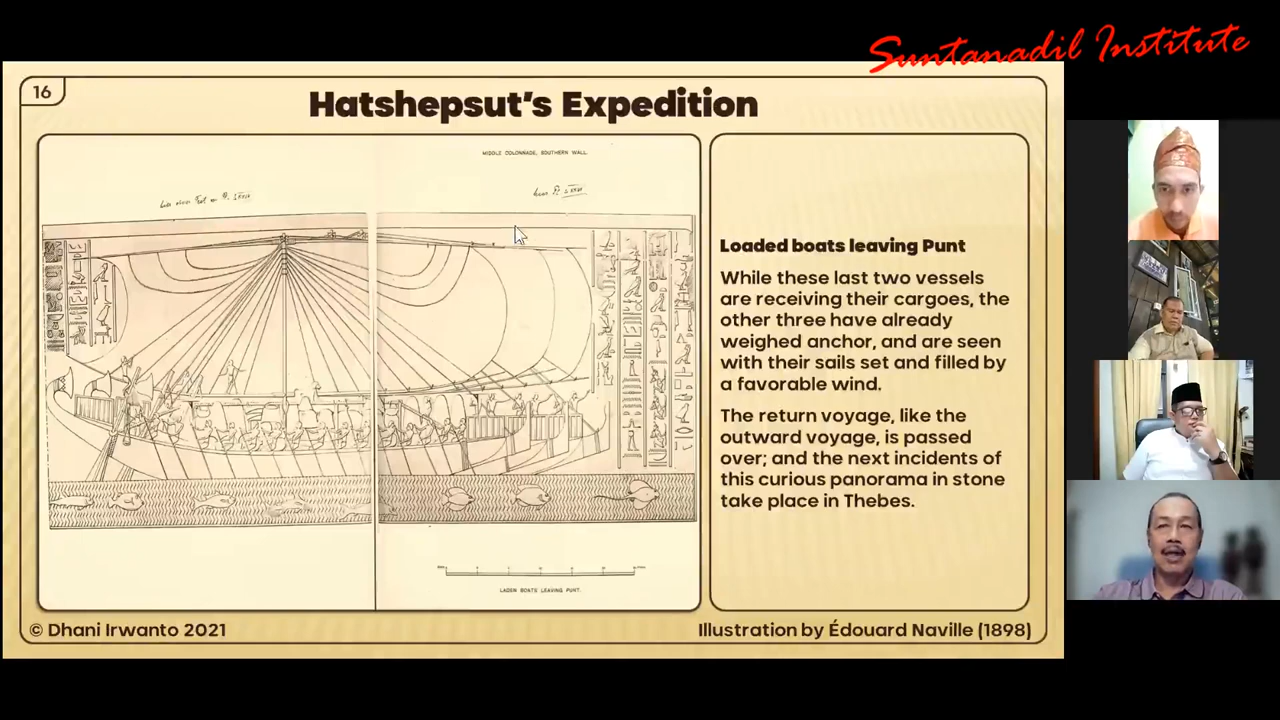 Suntanadil Institute
16
Hatshepsut's Expedition
MIDDLE COLONNADE, SOUTHERN WALL.
Loaded boats leaving Punt
While these last two vessels
are receiving their cargoes, the
other three have already
weighed anchor, and are seen
with their sails set and filled by
a favorable wind.
The return voyage, like the
outward voyage, is passed
over; and the next incidents of
this curious panorama in stone
take place in Thebes.
LADEN BOATS LEAVING PUNT.
© Dhani Irwanto 2021
Illustration by Édouard Naville (1898)